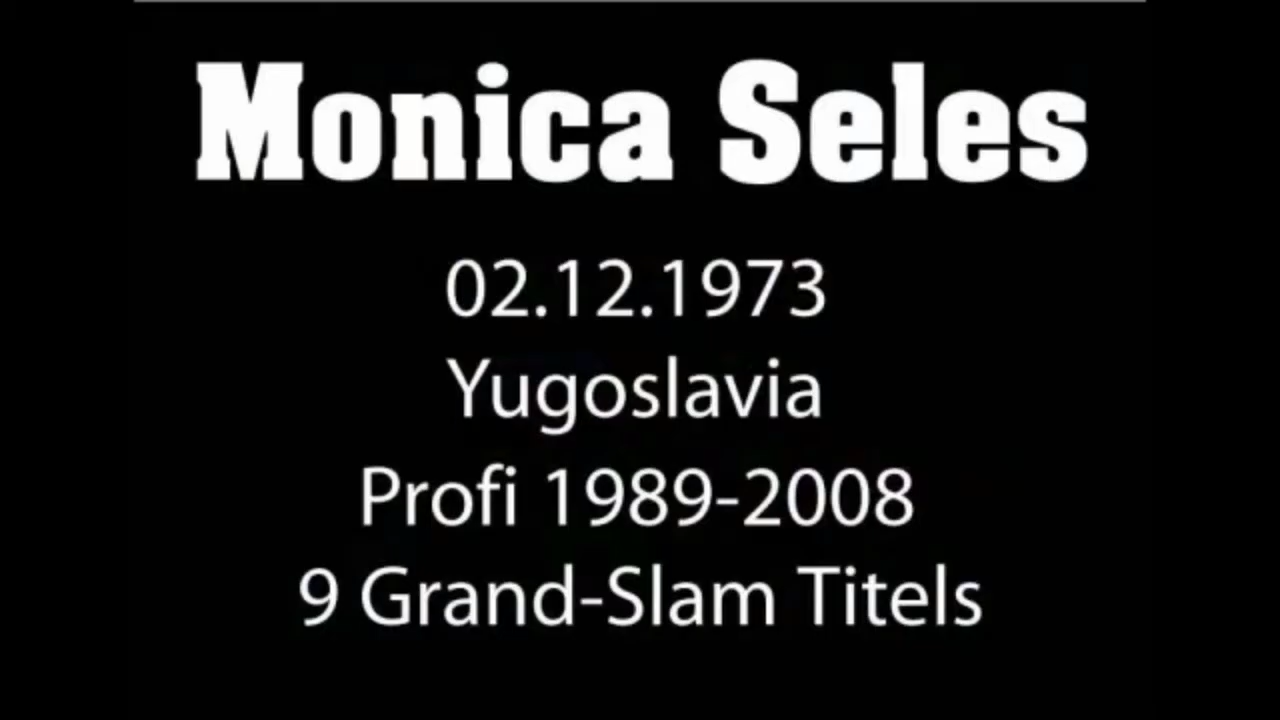 Monica Seles
02.12.1973
Yugoslavia
Profi 1989-2008
9 Grand-Slam Titels